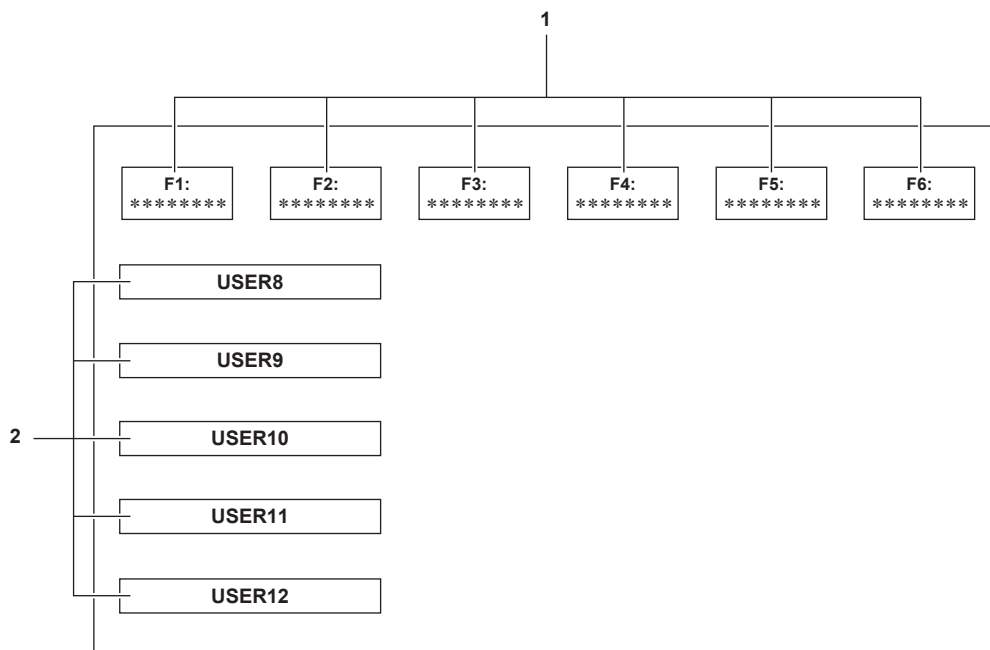 1
F1: F2: F3: F4: F5: F6:
******** ******** ******** ******** ******** ********
USER8
USER9
2 USER10
USER11
USER12